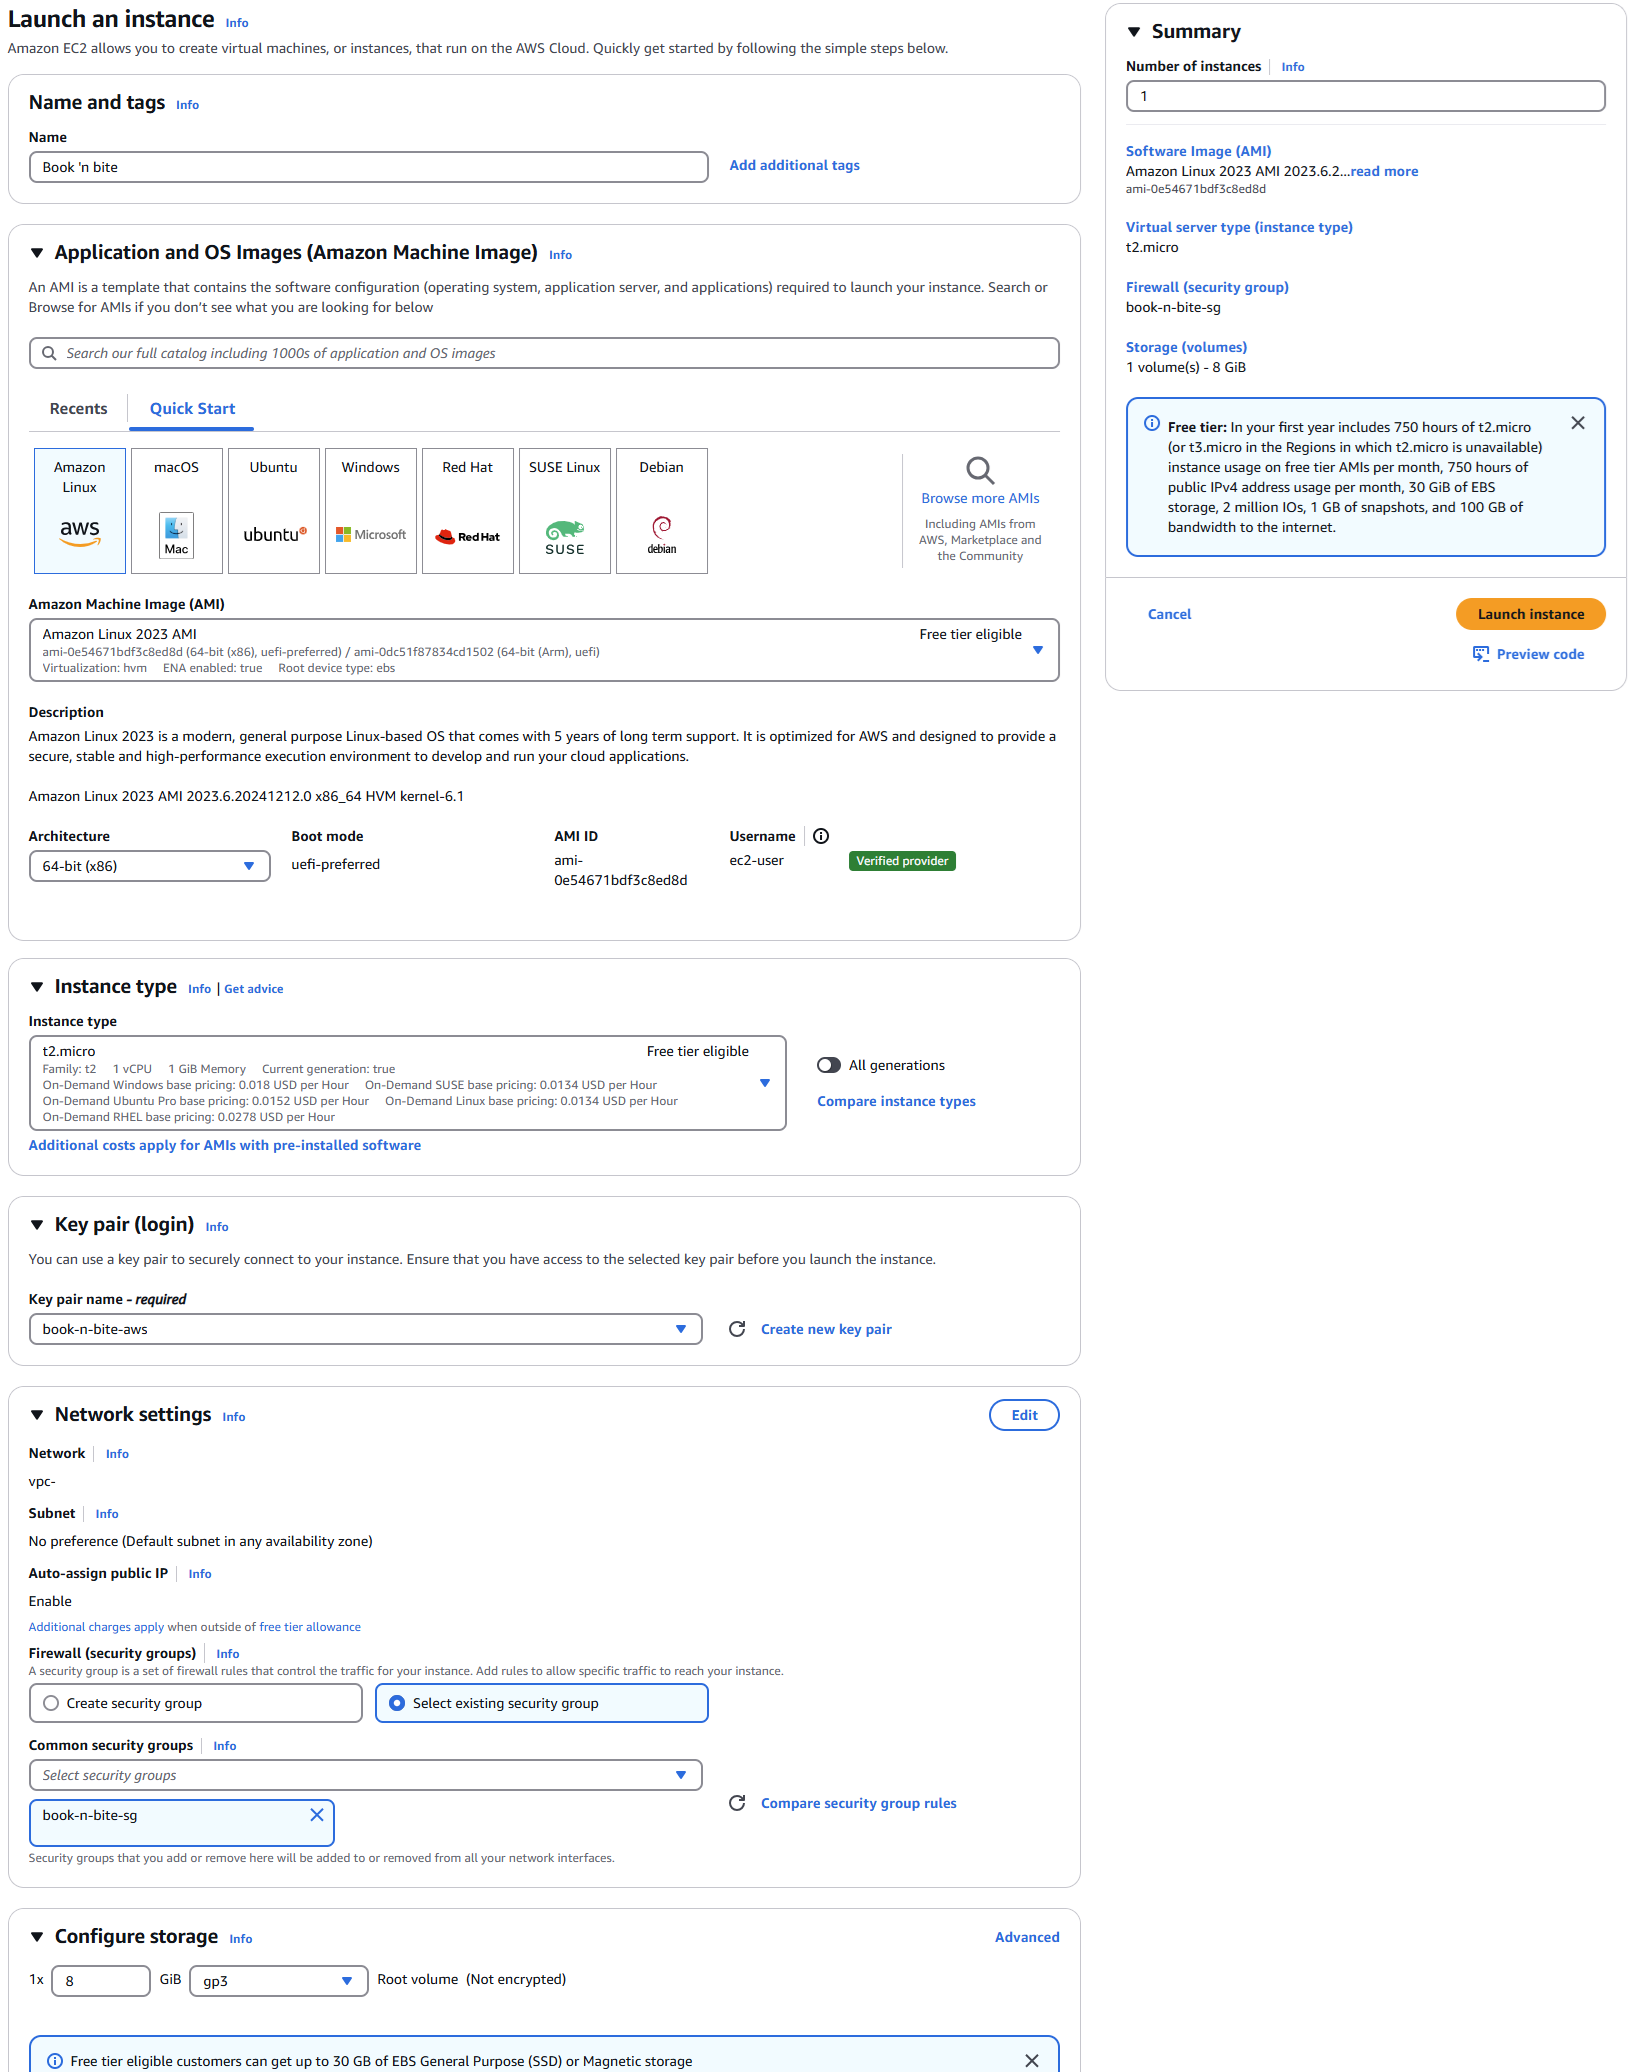 Launch an instance Info
Amazon EC2 allows you to create virtual machines, or instances, that run on the AWS Cloud. Quickly get started by following the simple steps below.
Name and tags Info
Name
Book 'n bite
Add additional tags
Application and OS Images (Amazon Machine Image) Info
An AMI is a template that contains the software configuration (operating system, application server, and applications) required to launch your instance. Search or
Browse for AMIs if you don't see what you are looking for below
Search our full catalog including 1000s of application and OS images
Recents
Quick Start
Amazon
Linux
aws
macOS
Mac
Ubuntu
ubuntu
Windows
Microsoft
Red Hat
Red Hat
SUSE Linux
SUSE
Debian
debian
Browse more AMIs
Including AMIs from
AWS, Marketplace and
the Community
Amazon Machine Image (AMI)
Amazon Linux 2023 AMI
Free tier eligible
ami-0e54671bdf3c8ed8d (64-bit (x86), uefi-preferred) / ami-0dc51f87834cd1502 (64-bit (Arm), uefi)
Virtualization: hvm ENA enabled: true Root device type: ebs
Description
Amazon Linux 2023 is a modern, general purpose Linux-based OS that comes with 5 years of long term support. It is optimized for AWS and designed to provide a
secure, stable and high-performance execution environment to develop and run your cloud applications.
Amazon Linux 2023 AMI 2023.6.20241212.0 x86_64 HVM kernel-6.1
Architecture
64-bit (x86)
Boot mode
uefi-preferred
AMI ID
ami-
0e54671bdf3c8ed8d
Username
ec2-user
Verified provider
Instance type Info | Get advice
Instance type
t2.micro
Free tier eligible
Family: t2 1 vCPU 1 GiB Memory Current generation: true
On-Demand Windows base pricing: 0.018 USD per Hour On-Demand SUSE base pricing: 0.0134 USD per Hour
On-Demand Ubuntu Pro base pricing: 0.0152 USD per Hour On-Demand Linux base pricing: 0.0134 USD per Hour
On-Demand RHEL base pricing: 0.0278 USD per Hour
All generations
Compare instance types
Additional costs apply for AMIs with pre-installed software
Key pair (login) Info
You can use a key pair to securely connect to your instance. Ensure that you have access to the selected key pair before you launch the instance.
Key pair name - required
book-n-bite-aws
Create new key pair
Network settings Info
Edit
Network Info
vpc-
Subnet Info
No preference (Default subnet in any availability zone)
Auto-assign public IP Info
Enable
Additional charges apply when outside of free tier allowance
Firewall (security groups) Info
A security group is a set of firewall rules that control the traffic for your instance. Add rules to allow specific traffic to reach your instance.
Create security group
Select existing security group
Common security groups Info
Select security groups
book-n-bite-sg
Compare security group rules
Security groups that you add or remove here will be added to or removed from all your network interfaces.
Configure storage Info
Advanced
1x 8 GiB gp3 Root volume (Not encrypted)
Free tier eligible customers can get up to 30 GB of EBS General Purpose (SSD) or Magnetic storage
Summary
Number of instances Info
1
Software Image (AMI)
Amazon Linux 2023 AMI 2023.6.2...read more
ami-0e54671bdf3c8ed8d
Virtual server type (instance type)
t2.micro
Firewall (security group)
book-n-bite-sg
Storage (volumes)
1 volume(s) - 8 GiB
Free tier: In your first year includes 750 hours of t2.micro
(or t3.micro in the Regions in which t2.micro is unavailable)
instance usage on free tier AMIs per month, 750 hours of
public IPv4 address usage per month, 30 GiB of EBS
storage, 2 million IOs, 1 GB of snapshots, and 100 GB of
bandwidth to the internet.
Cancel
Launch instance
Preview code